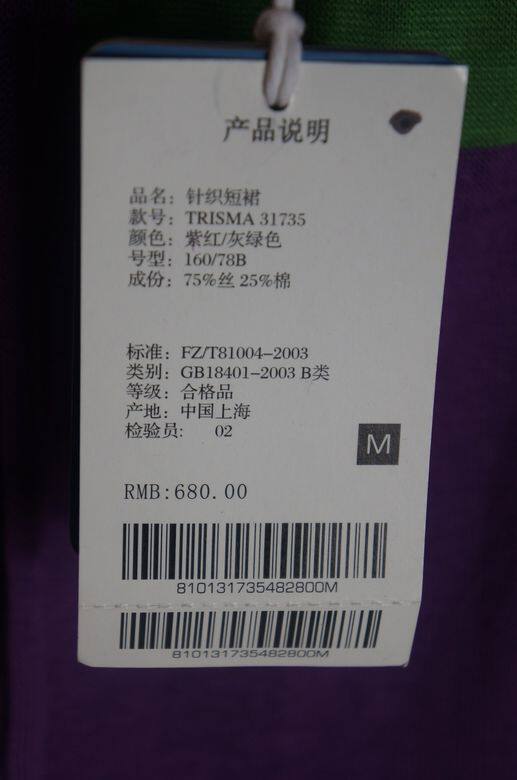 产品说明
品名：针织短裙
款号：TRISMA 31735
颜色：紫红/灰绿色
号型：160/78B
成份：75%丝 25%棉
标准：FZ/T81004-2003
类别：GB18401-2003 B类
等级：合格品
产地：中国上海
检验员: 02
M
RMB:680.00
810131735482800M
810131735482800M